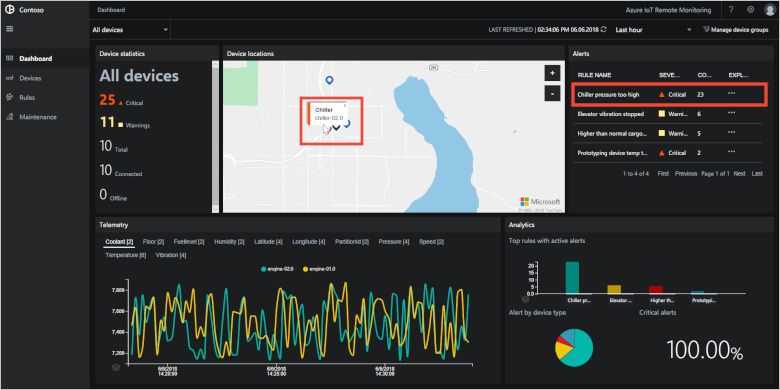 Contoso
Dashboard
Azure IoT Remote Monitoring
?
All devices
LAST REFRESHED | 02:34:06 PM 06.06.2018
Last hour
Manage device groups
Dashboard
Devices
Rules
Maintenance
Device statistics
All devices
25 Critical
11 Warnings
10 Total
10 Connected
0 Offline
Device locations
Chiller
chiller-02.0
x
+
-
Microsoft
Alerts
RULE NAME SEVE... CO... EXPL...
Chiller pressure too high Critical 23 ...
Elevator vibration stopped Warni... 6 ...
Higher than normal cargo... Warni... 5 ...
Prototyping device temp t... Critical 2 ...
1 to 4 of 4 First Previous Page 1 of 1 Next Last
Telemetry
Coolant [2] Floor [2] Fuellevel [2] Humidity [2] Latitude [4] Longitude [4] PartitionId [2] Pressure [4] Speed [2]
Temperature [0] Vibration [4]
engine-02.0 engine-01.0
7,800
7,600
7,400
7,200
6/6/2018 6/6/2018 6/6/2018
14:20:00 14:25:00 14:30:00
Analytics
Top rules with active alerts
20
15
10
5
0
Chiller pr... Elevator ... Higher th... Prototypi...
Alert by device type
Critical alerts
100.00%